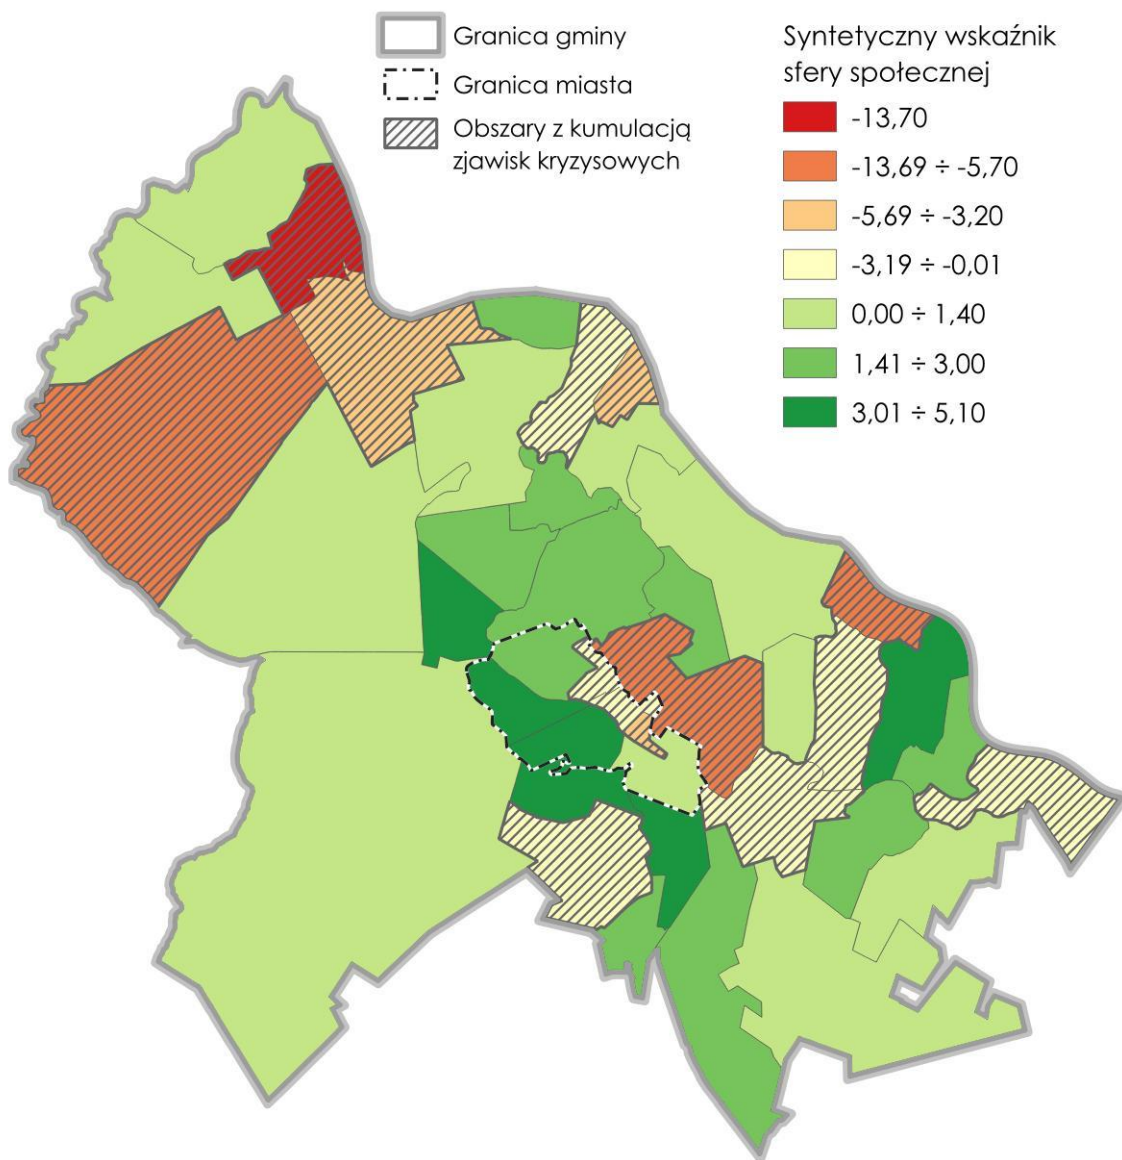 Granica gminy
Granica miasta
Obszary z kumulacją
zjawisk kryzysowych
Syntetyczny wskaźnik
sfery społecznej
-13,70
-13,69 ÷ -5,70
-5,69 ÷ -3,20
-3,19 ÷ -0,01
0,00 ÷ 1,40
1,41 ÷ 3,00
3,01 ÷ 5,10